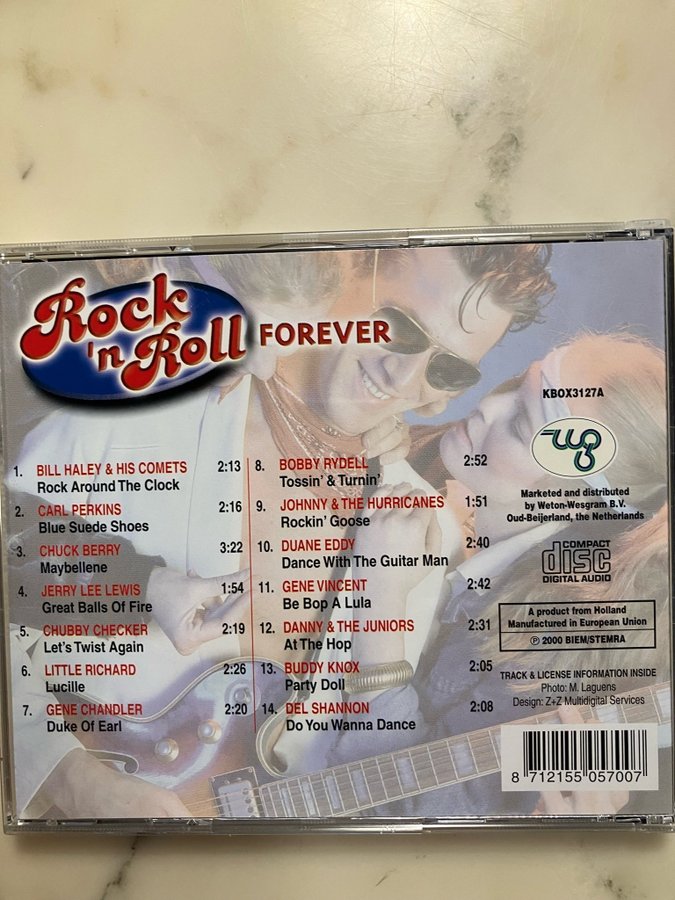 Rock
'n Roll
FOREVER
1. BILL HALEY & HIS COMETS 2:13
Rock Around The Clock
2. CARL PERKINS 2:16
Blue Suede Shoes
3. CHUCK BERRY 3:22
Maybellene
4. JERRY LEE LEWIS 1:54
Great Balls Of Fire
5. CHUBBY CHECKER 2:19
Let's Twist Again
6. LITTLE RICHARD 2:26
Lucille
7. GENE CHANDLER 2:20
Duke Of Earl
8. BOBBY RYDELL 2:52
Tossin' & Turnin'
9. JOHNNY & THE HURRICANES 1:51
Rockin' Goose
10. DUANE EDDY 2:40
Dance With The Guitar Man
11. GENE VINCENT 2:42
Be Bop A Lula
12. DANNY & THE JUNIORS 2:31
At The Hop
13. BUDDY KNOX 2:05
Party Doll
14. DEL SHANNON 2:08
Do You Wanna Dance
KBOX3127A
Marketed and distributed
by Weton-Wesgram B.V.
Oud-Beijerland, the Netherlands
COMPACT
disc
DIGITAL AUDIO
A product from Holland
Manufactured in European Union
℗ 2000 BIEM/STEMRA
TRACK & LICENSE INFORMATION INSIDE
Photo: M. Laguens
Design: Z+Z Multidigital Services
8 712155 057007